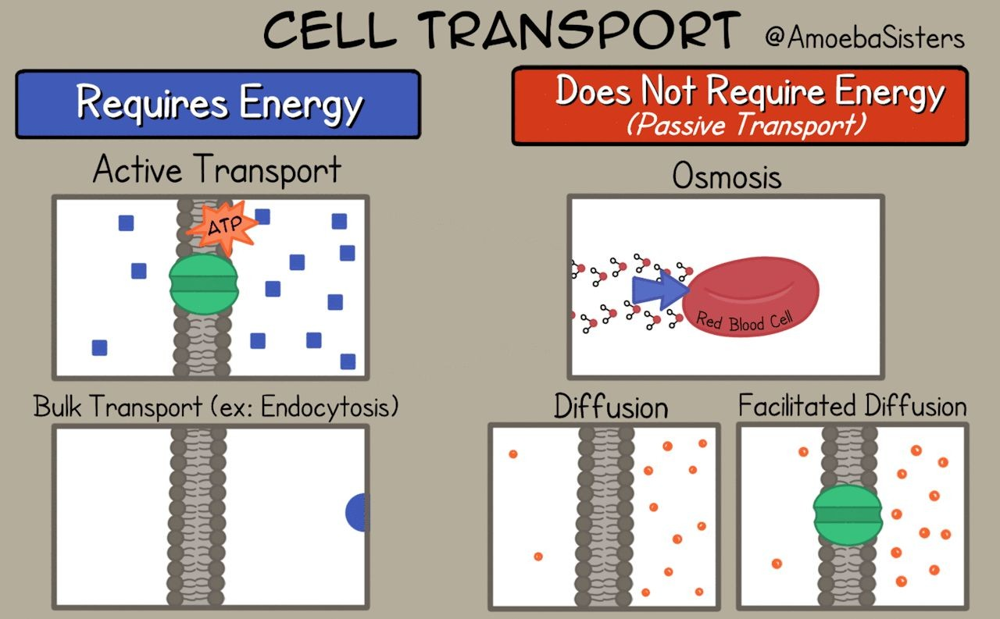 CELL TRANSPORT @AmoebaSisters
Requires Energy
Does Not Require Energy
(Passive Transport)
Active Transport
ATP
Osmosis
Red Blood Cell
Bulk Transport (ex: Endocytosis)
Diffusion
Facilitated Diffusion